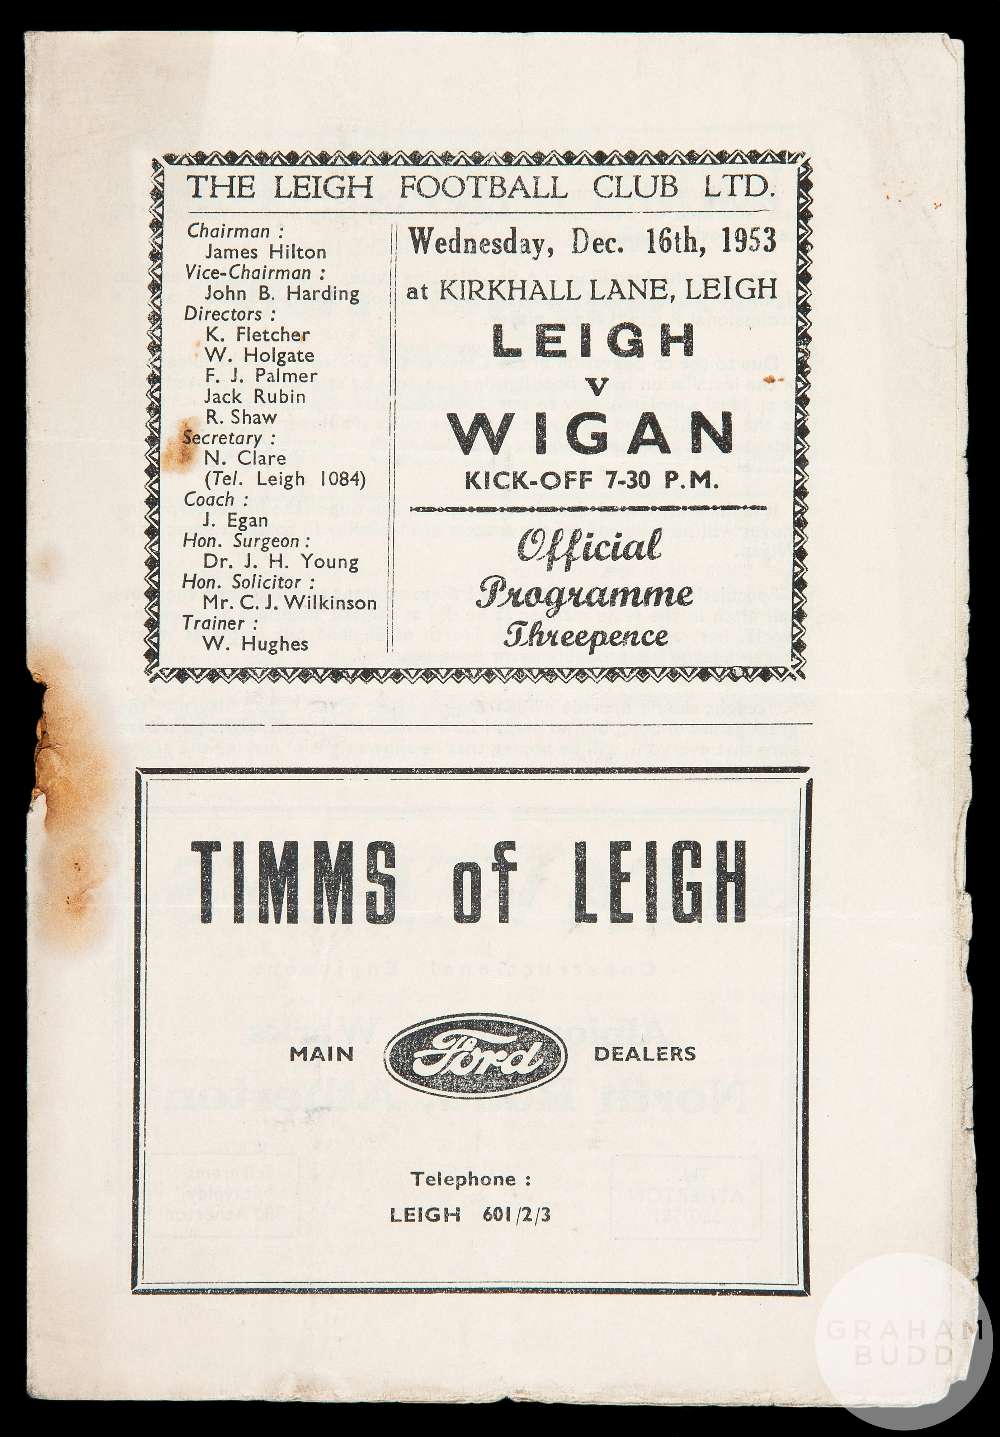 THE LEIGH FOOTBALL CLUB LTD.
Chairman :
James Hilton
Vice-Chairman :
John B. Harding
Directors :
K. Fletcher
W. Holgate
F. J. Palmer
Jack Rubin
R. Shaw
Secretary :
N. Clare
(Tel. Leigh 1084)
Coach :
J. Egan
Hon. Surgeon :
Dr. J. H. Young
Hon. Solicitor :
Mr. C. J. Wilkinson
Trainer :
W. Hughes
Wednesday, Dec. 16th, 1953
at KIRKHALL LANE, LEIGH
LEIGH
v
WIGAN
KICK-OFF 7-30 P.M.
Official
Programme
Threepence
TIMMS of LEIGH
MAIN Ford DEALERS
Telephone :
LEIGH 601/2/3
GRAHAM
BUDD